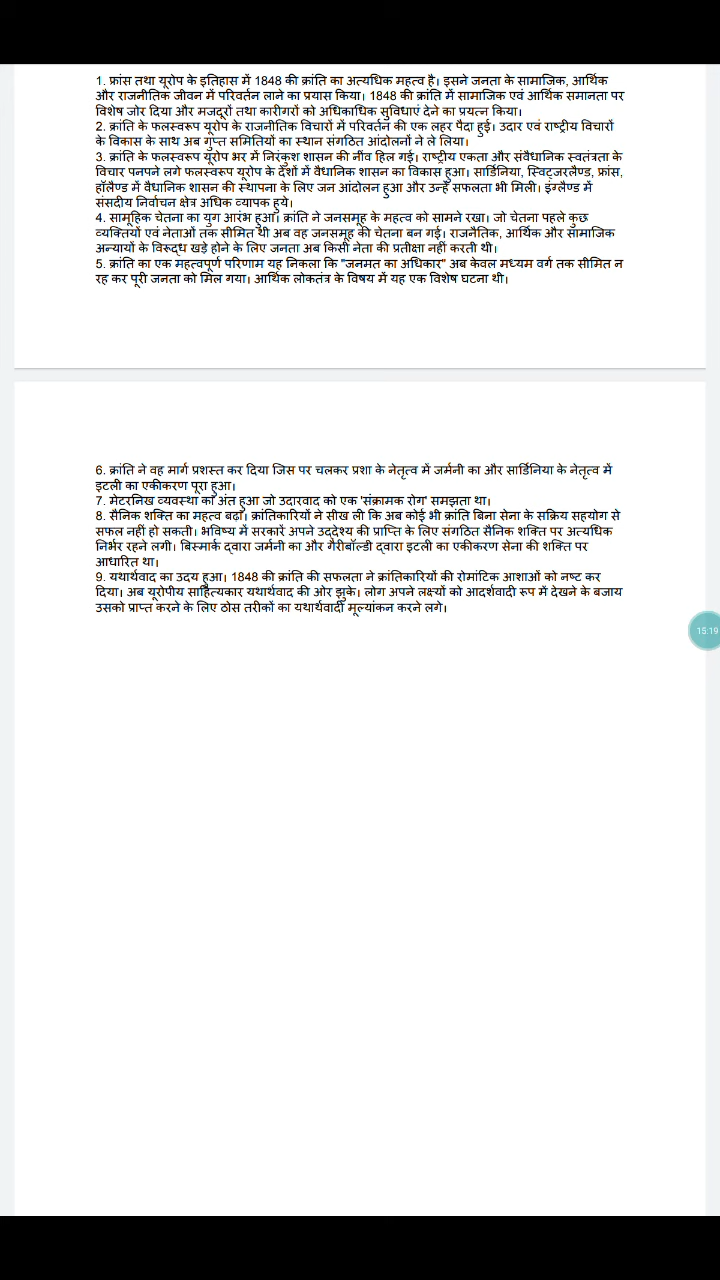 1. फ्रांस तथा यूरोप के इतिहास में 1848 की क्रांति का अत्यधिक महत्व है। इसने जनता के सामाजिक, आर्थिक
और राजनीतिक जीवन में परिवर्तन लाने का प्रयास किया। 1848 की क्रांति में सामाजिक एवं आर्थिक समानता पर
विशेष जोर दिया और मजदूरों तथा कारीगरों को अधिकाधिक सुविधाएं देने का प्रयत्न किया।
2. क्रांति के फलस्वरूप यूरोप के राजनीतिक विचारों में परिवर्तन की एक लहर पैदा हुई। उदार एवं राष्ट्रीय विचारों
के विकास के साथ अब गुप्त समितियों का स्थान संगठित आंदोलनों ने ले लिया।
3. क्रांति के फलस्वरूप यूरोप भर में निरंकुश शासन की नींव हिल गई। राष्ट्रीय एकता और संवैधानिक स्वतंत्रता के
विचार पनपने लगे फलस्वरूप यूरोप के देशों में वैधानिक शासन का विकास हुआ। सार्डिनिया, स्विट्जरलैण्ड, फ्रांस,
हॉलैण्ड में वैधानिक शासन की स्थापना के लिए जन आंदोलन हुआ और उन्हें सफलता भी मिली। इंग्लैण्ड में
संसदीय निर्वाचन क्षेत्र अधिक व्यापक हुये।
4. सामूहिक चेतना का युग आरंभ हुआ। क्रांति ने जनसमूह के महत्व को सामने रखा। जो चेतना पहले कुछ
व्यक्तियों एवं नेताओं तक सीमित थी अब वह जनसमूह की चेतना बन गई। राजनैतिक, आर्थिक और सामाजिक
अन्यायों के विरूद्ध खड़े होने के लिए जनता अब किसी नेता की प्रतीक्षा नहीं करती थी।
5. क्रांति का एक महत्वपूर्ण परिणाम यह निकला कि "जनमत का अधिकार" अब केवल मध्यम वर्ग तक सीमित न
रह कर पूरी जनता को मिल गया। आर्थिक लोकतंत्र के विषय में यह एक विशेष घटना थी।
6. क्रांति ने वह मार्ग प्रशस्त कर दिया जिस पर चलकर प्रशा के नेतृत्व में जर्मनी का और सार्डिनिया के नेतृत्व में
इटली का एकीकरण पूरा हुआ।
7. मेटरनिख व्यवस्था का अंत हुआ जो उदारवाद को एक 'संक्रामक रोग' समझता था।
8. सैनिक शक्ति का महत्व बढ़ा। क्रांतिकारियों ने सीख ली कि अब कोई भी क्रांति बिना सेना के सक्रिय सहयोग से
सफल नहीं हो सकती। भविष्य में सरकारें अपने उद्देश्य की प्राप्ति के लिए संगठित सैनिक शक्ति पर अत्यधिक
निर्भर रहने लगी। बिस्मार्क द्वारा जर्मनी का और गैरीबॉल्डी द्वारा इटली का एकीकरण सेना की शक्ति पर
आधारित था।
9. यथार्थवाद का उदय हुआ। 1848 की क्रांति की सफलता ने क्रांतिकारियों की रोमांटिक आशाओं को नष्ट कर
दिया। अब यूरोपीय साहित्यकार यथार्थवाद की ओर झुके। लोग अपने लक्ष्यों को आदर्शवादी रूप में देखने के बजाय
उसको प्राप्त करने के लिए ठोस तरीकों का यथार्थवादी मूल्यांकन करने लगे।
15:19